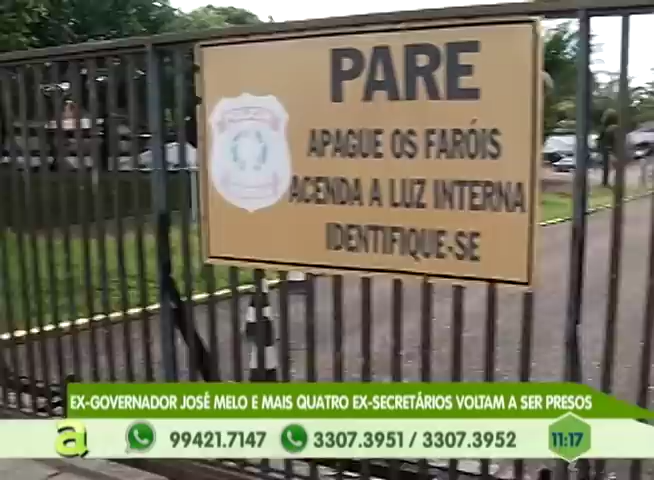 PARE
APAGUE OS FARÓIS
ACENDA A LUZ INTERNA
IDENTIFIQUE-SE
EX-GOVERNADOR JOSÉ MELO E MAIS QUATRO EX-SECRETÁRIOS VOLTAM A SER PRESOS
a 99421.7147 3307.3951 / 3307.3952 11:17